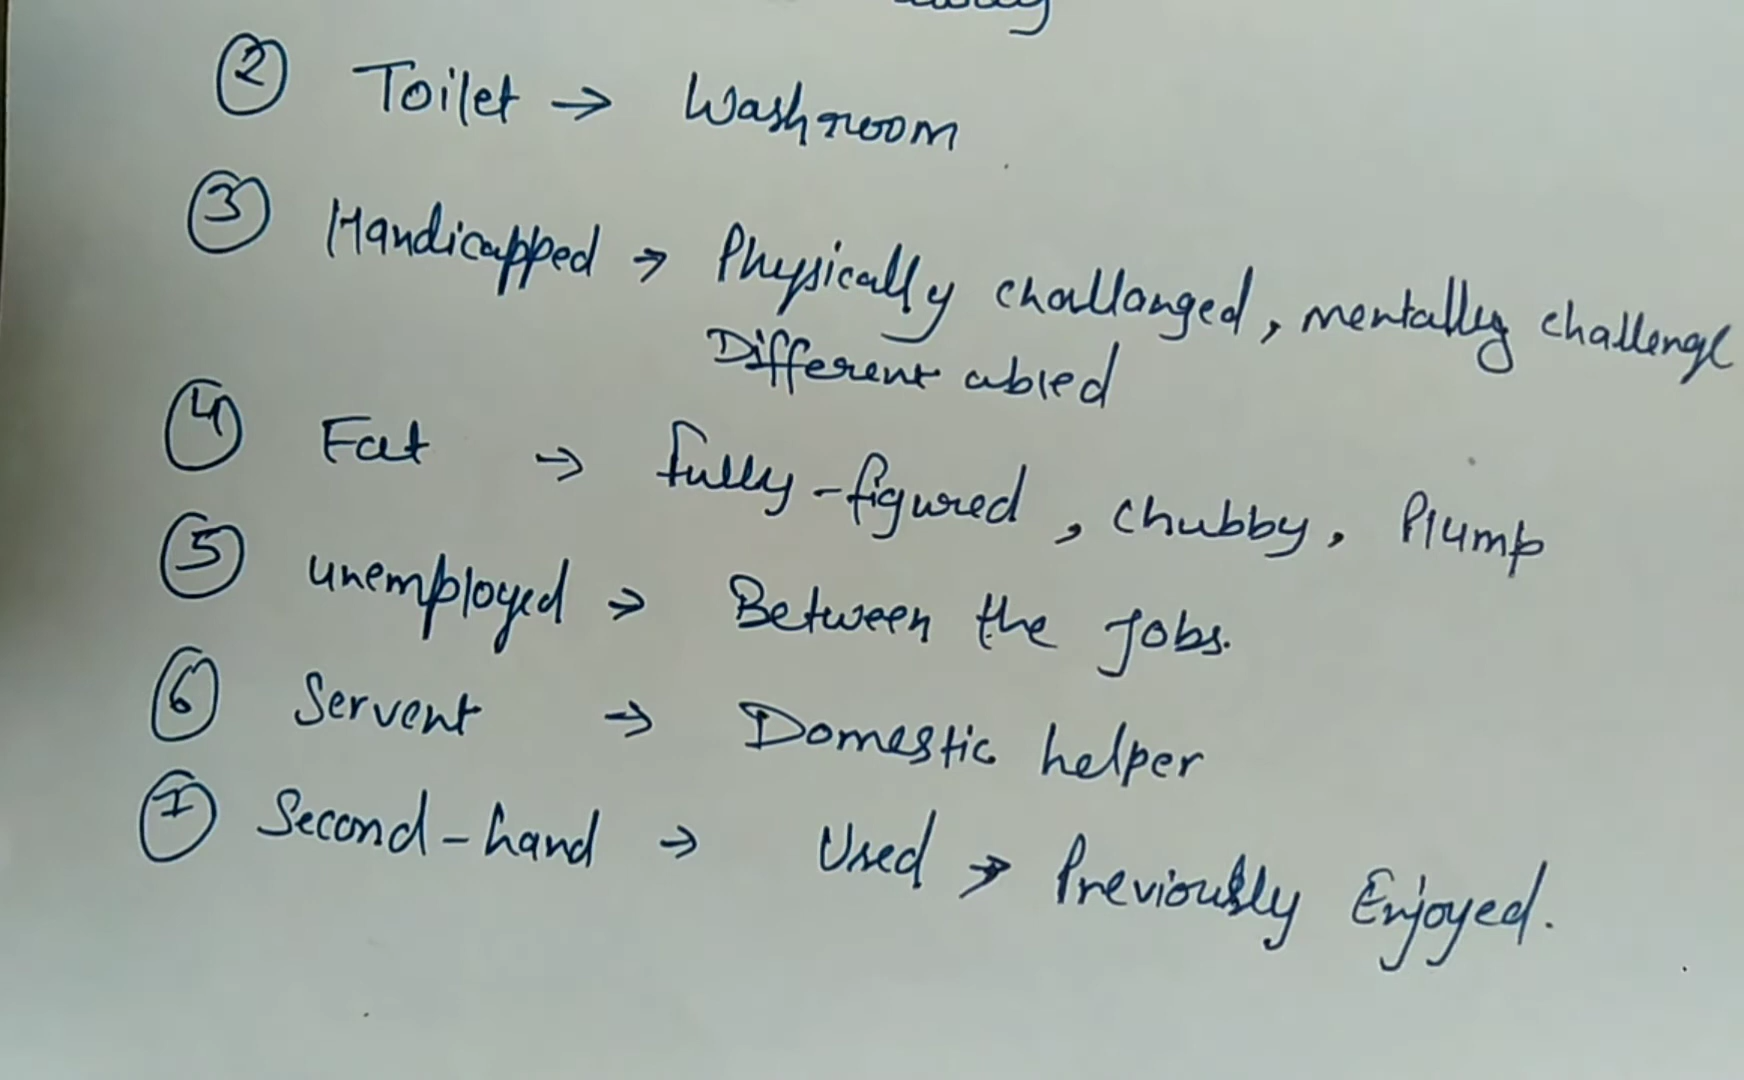 ② Toilet → Washroom
③ Handicapped → Physically challanged, mentally challenge
Different abled
④ Fat → fully-figured, chubby, Plump
⑤ unemployed → Between the jobs.
⑥ Servent → Domestic helper
⑦ Second-hand → Used → Previously Enjoyed.